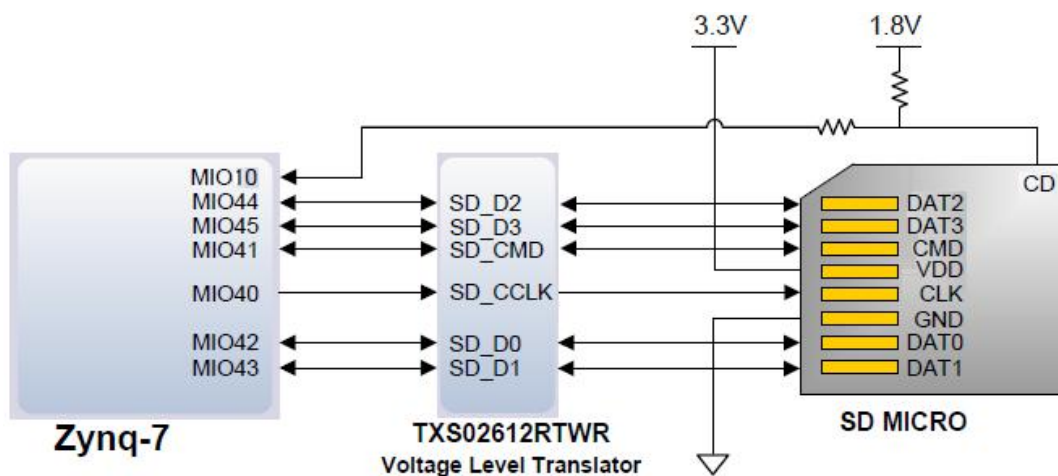 3.3V
1.8V
CD
MIO10
MIO44
MIO45
MIO41
MIO40
MIO42
MIO43
SD_D2
SD_D3
SD_CMD
SD_CCLK
SD_D0
SD_D1
DAT2
DAT3
CMD
VDD
CLK
GND
DAT0
DAT1
Zynq-7
TXS02612RTWR
Voltage Level Translator
SD MICRO